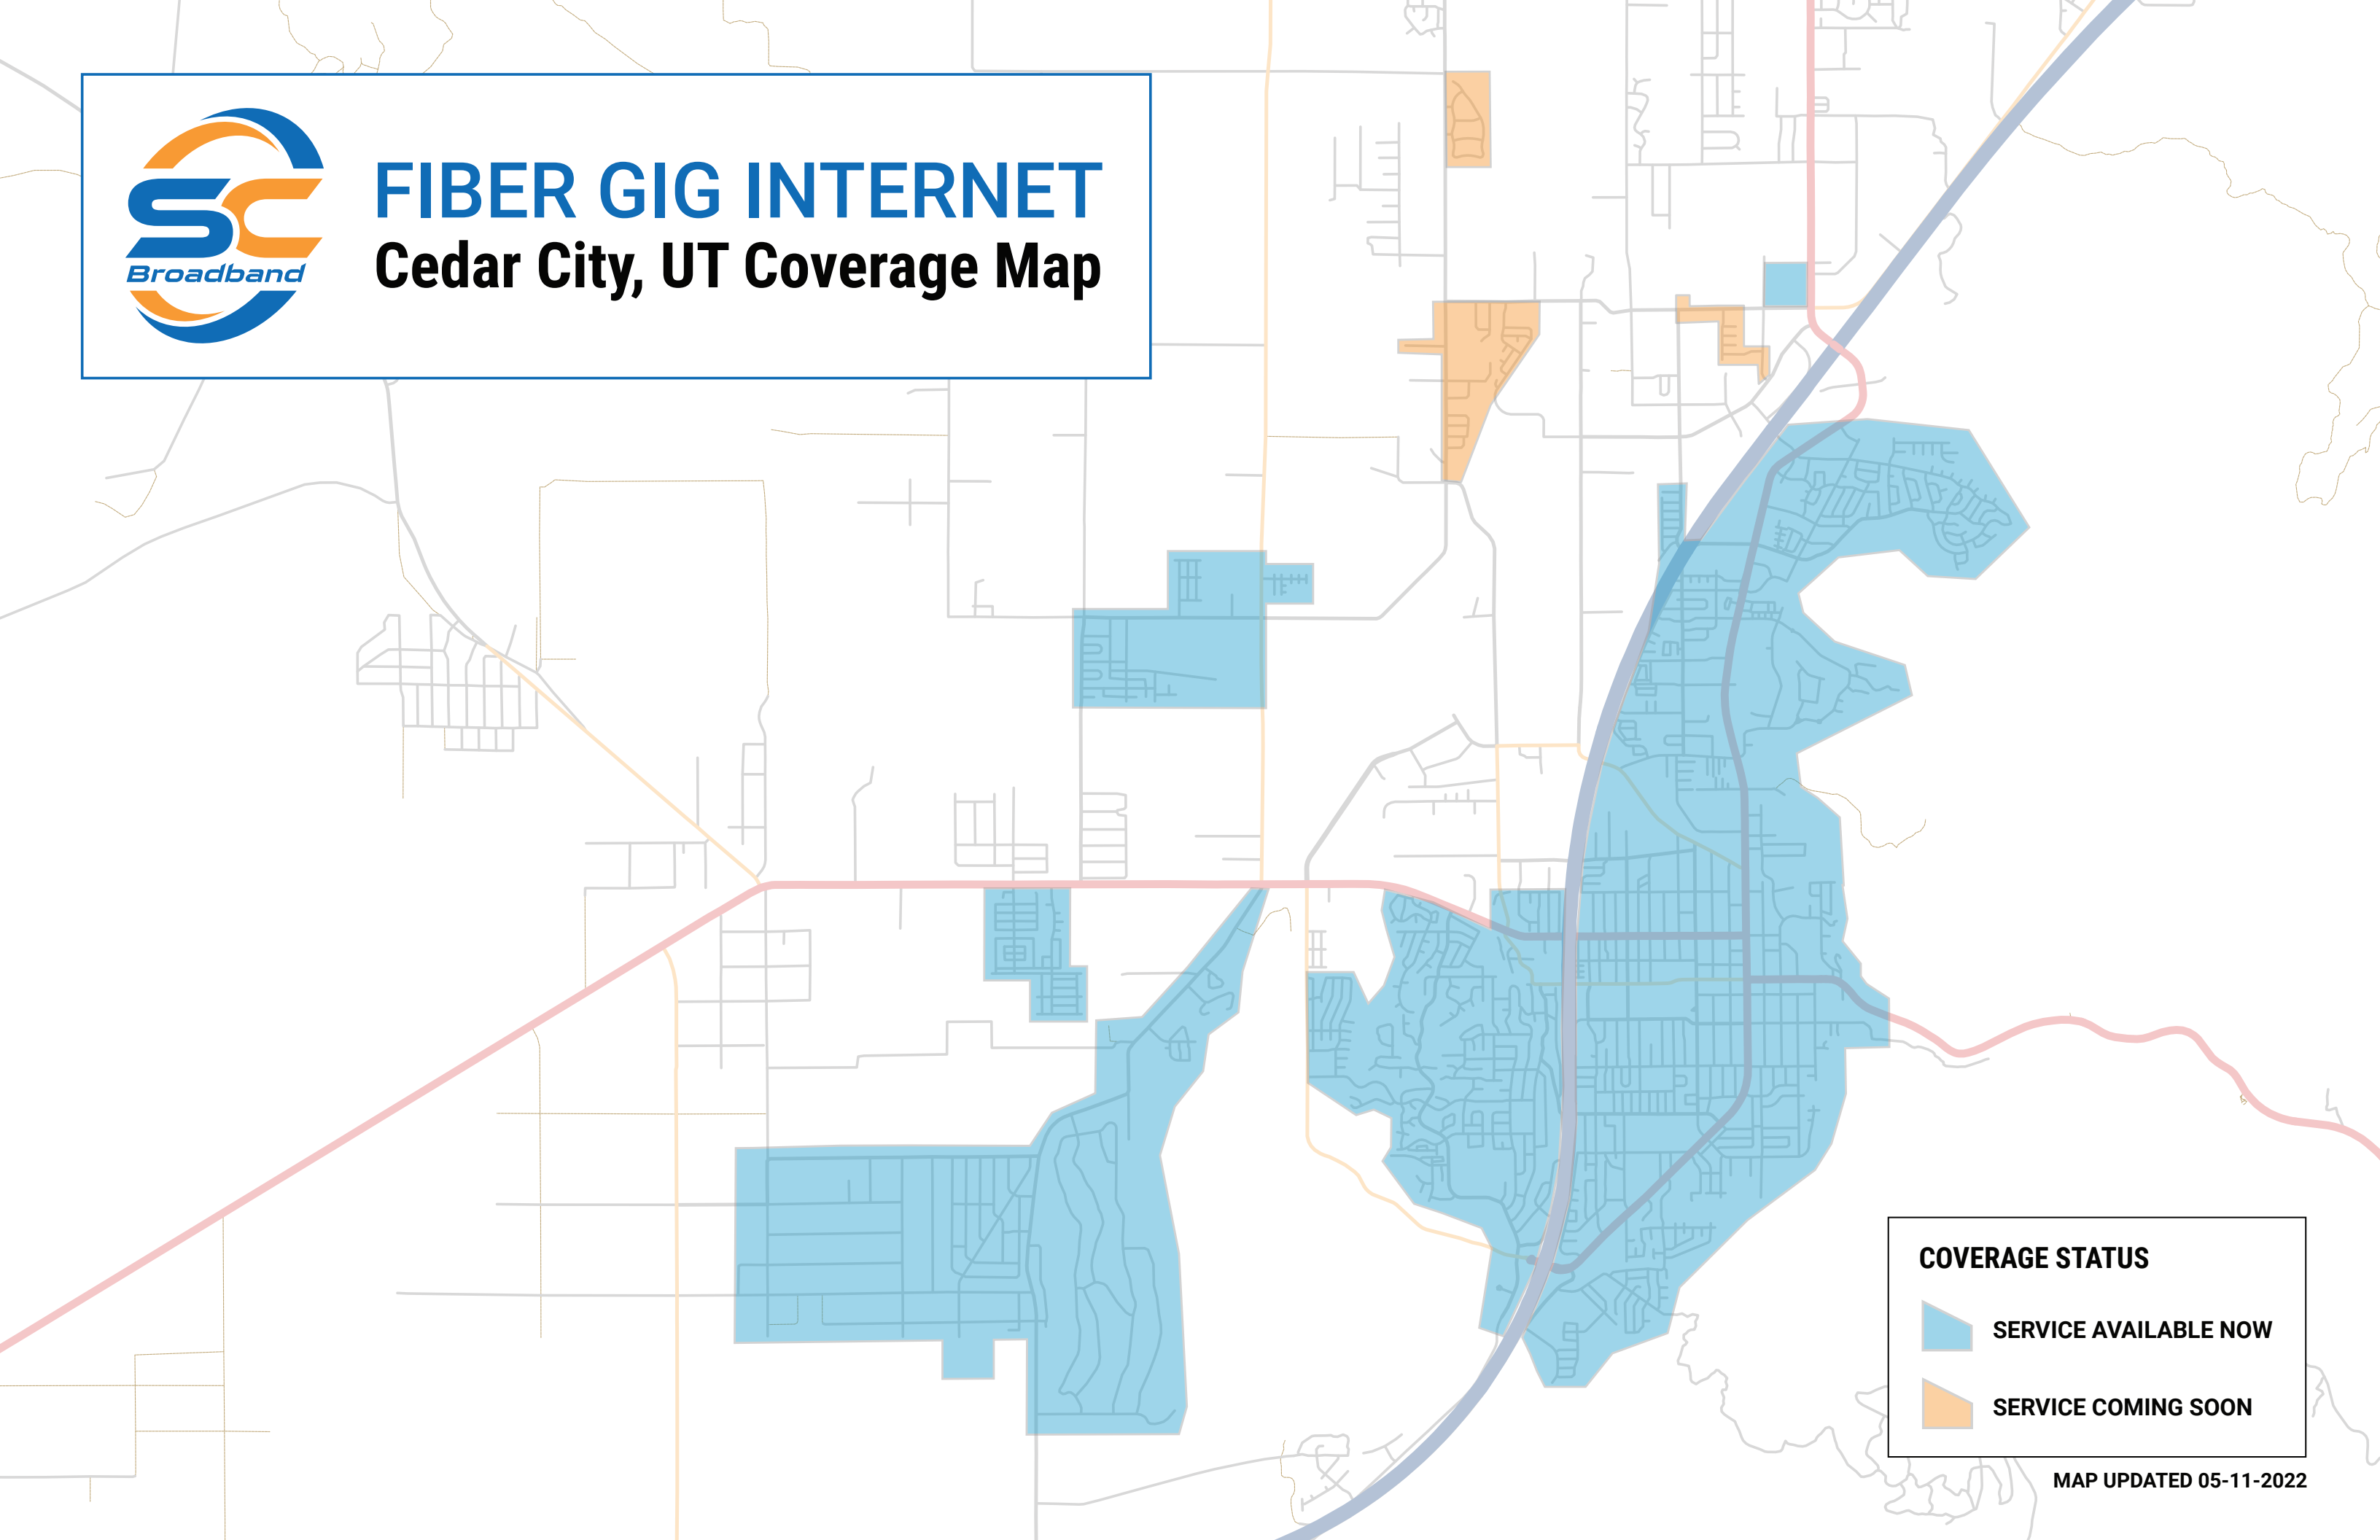 SC
Broadband
FIBER GIG INTERNET
Cedar City, UT Coverage Map
COVERAGE STATUS
SERVICE AVAILABLE NOW
SERVICE COMING SOON
MAP UPDATED 05-11-2022